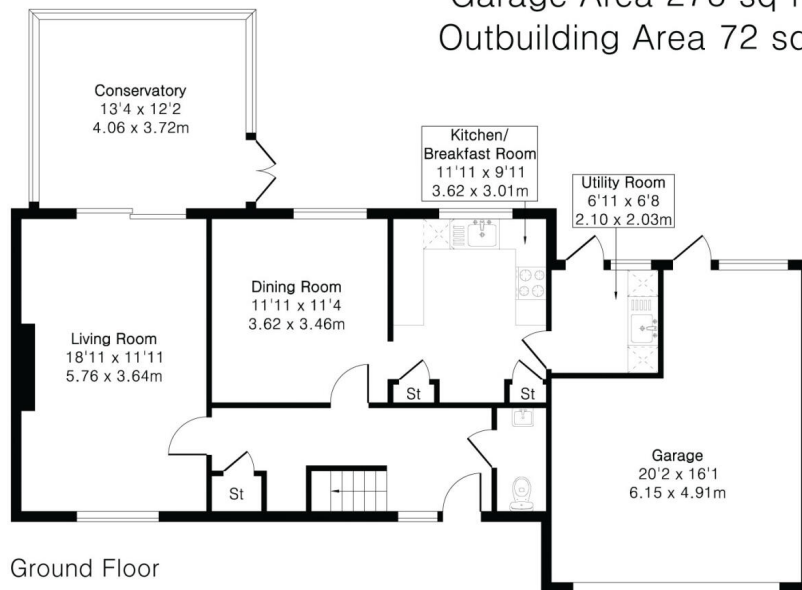 Outbuilding Area 72 sq
Conservatory
13'4 x 12'2
4.06 x 3.72m
Kitchen/
Breakfast Room
11'11 x 9'11
3.62 x 3.01m
Utility Room
6'11 x 6'8
2.10 x 2.03m
Dining Room
11'11 x 11'4
3.62 x 3.46m
Living Room
18'11 x 11'11
5.76 x 3.64m
St
St
St
Garage
20'2 x 16'1
6.15 x 4.91m
Ground Floor